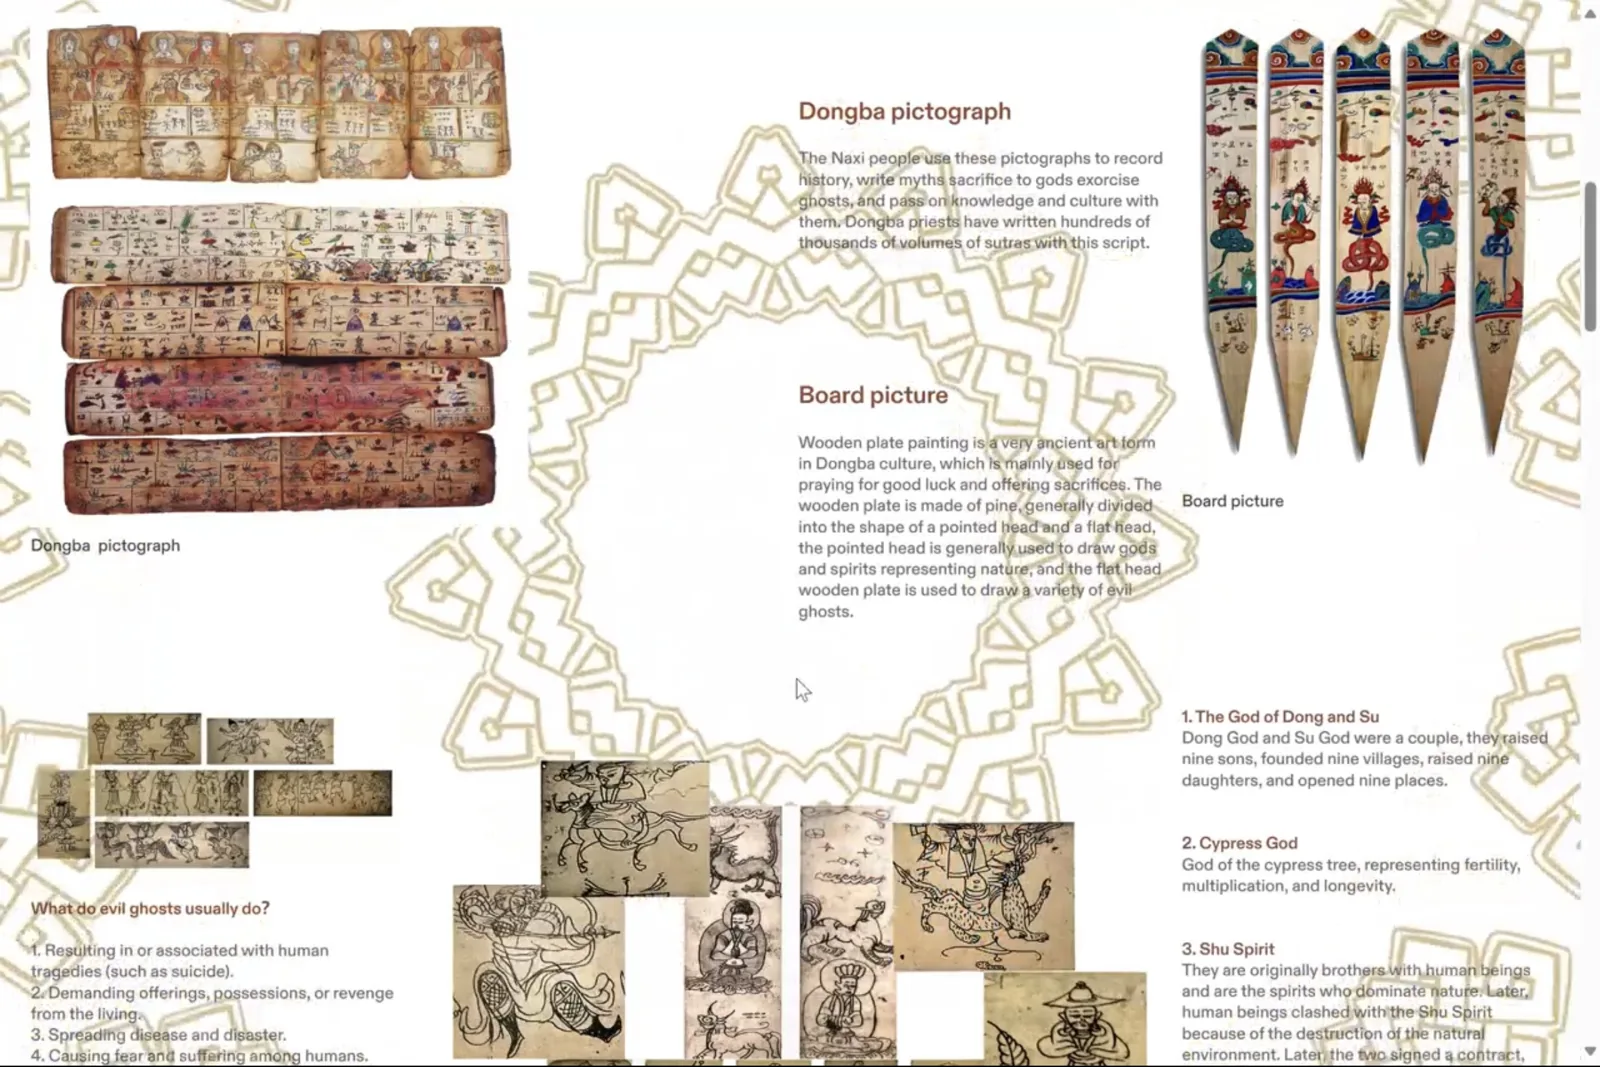 Dongba pictograph
The Naxi people use these pictographs to record
history, write myths sacrifice to gods exorcise
ghosts, and pass on knowledge and culture with
them. Dongba priests have written hundreds of
thousands of volumes of sutras with this script.
Board picture
Wooden plate painting is a very ancient art form
in Dongba culture, which is mainly used for
praying for good luck and offering sacrifices. The
wooden plate is made of pine, generally divided
into the shape of a pointed head and a flat head,
the pointed head is generally used to draw gods
and spirits representing nature, and the flat head
wooden plate is used to draw a variety of evil
ghosts.
Board picture
Dongba pictograph
What do evil ghosts usually do?
1. Resulting in or associated with human
tragedies (such as suicide).
2. Demanding offerings, possessions, or revenge
from the living.
3. Spreading disease and disaster.
4. Causing fear and suffering among humans.
1. The God of Dong and Su
Dong God and Su God were a couple, they raised
nine sons, founded nine villages, raised nine
daughters, and opened nine places.
2. Cypress God
God of the cypress tree, representing fertility,
multiplication, and longevity.
3. Shu Spirit
They are originally brothers with human beings
and are the spirits who dominate nature. Later,
human beings clashed with the Shu Spirit
because of the destruction of the natural
environment. Later, the two signed a contract,